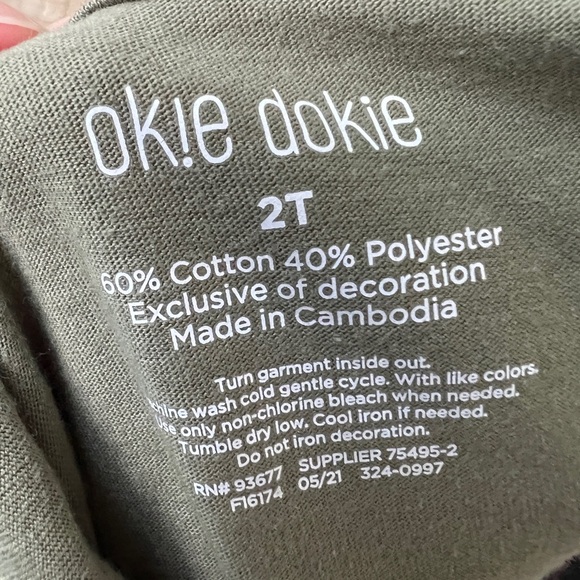 ok!e dokie
2T
60% Cotton 40% Polyester
Exclusive of decoration
Made in Cambodia
Turn garment inside out.
wash cold gentle cycle. With like colors.
only non-chlorine bleach when needed.
Tumble dry low. Cool iron if needed.
Do not iron decoration.
RN# 93677 SUPPLIER 75495-2
F16174 05/21 324-0997